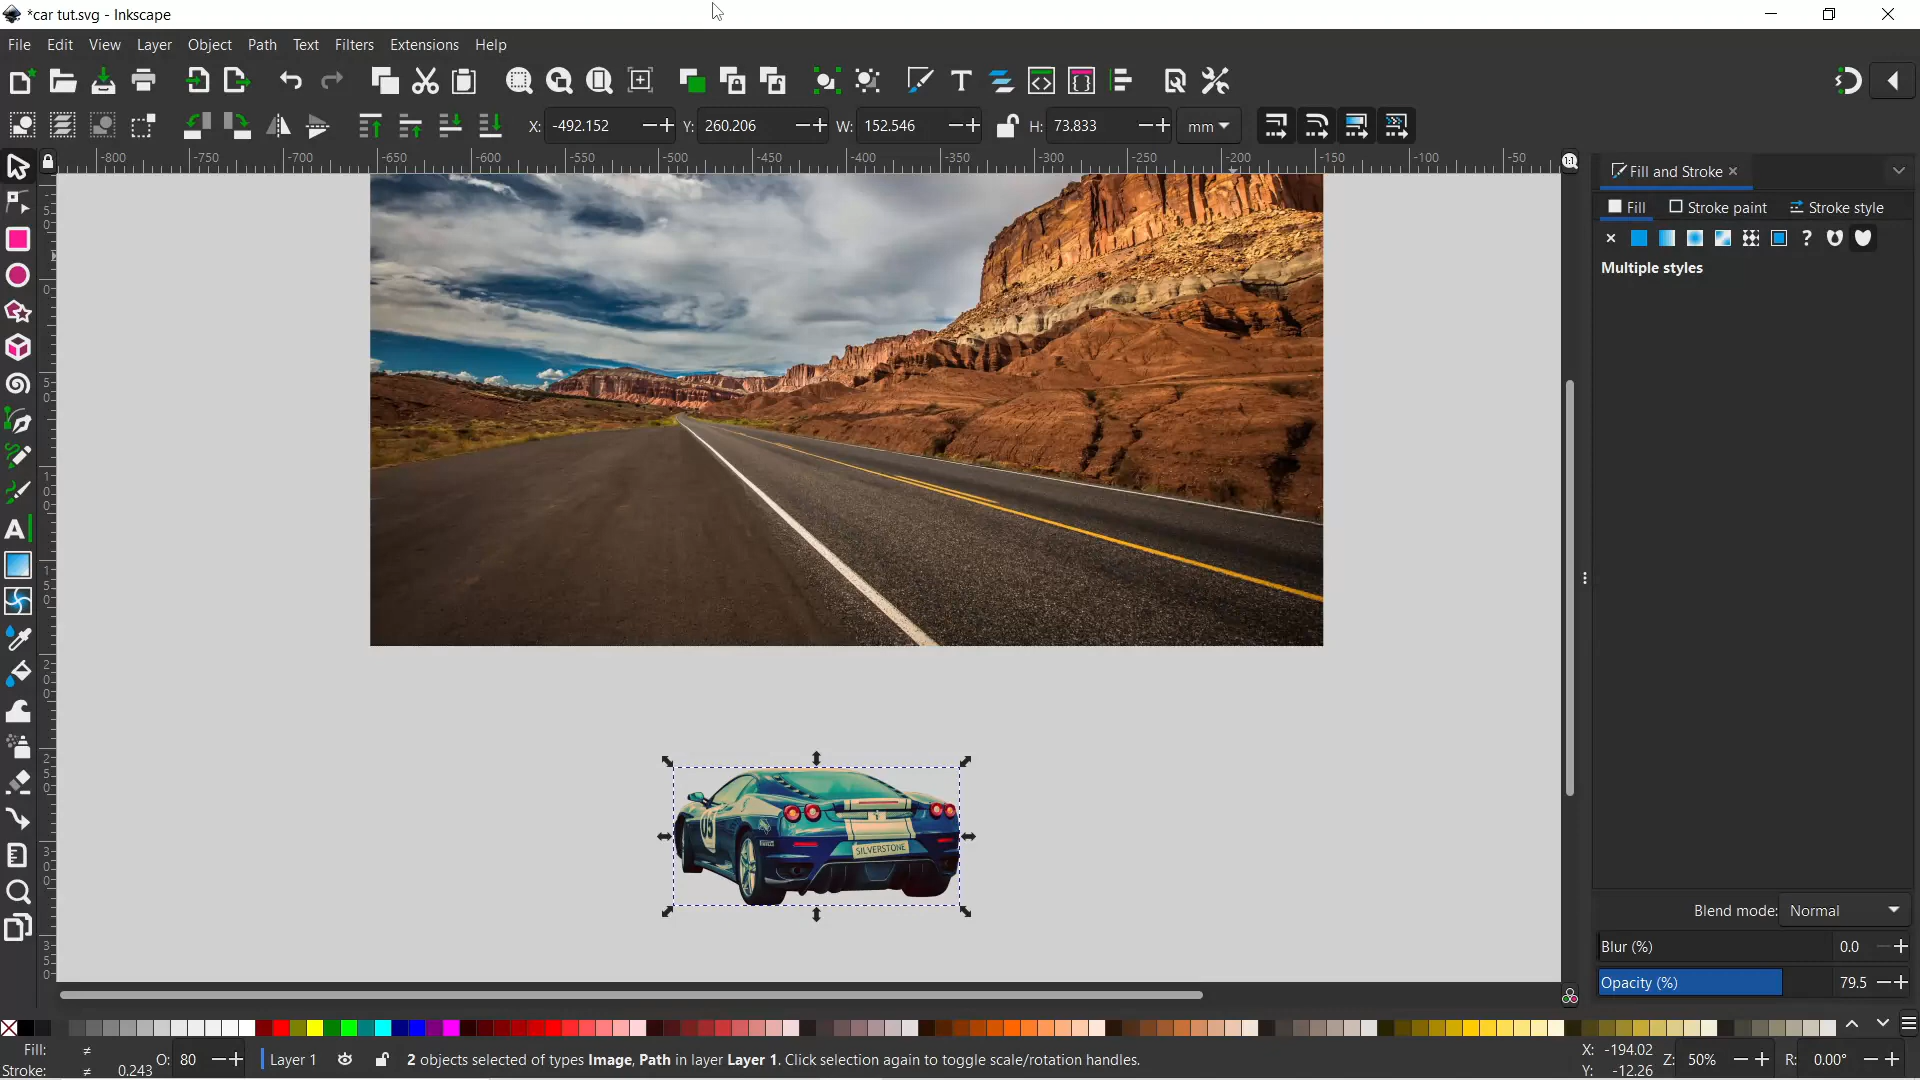 *car tut.svg - Inkscape
File Edit View Layer Object Path Text Filters Extensions Help
X: -492.152 Y: 260.206 W: 152.546 H: 73.833 mm
-800 -750 -700 -650 -600 -550 -500 -450 -400 -350 -300 -250 -200 -150 -100 -50
1:1
Fill and Stroke
Fill Stroke paint Stroke style
Multiple styles
05
SILVERSTONE
Blend mode: Normal
Blur (%) 0.0
Opacity (%) 79.5
Fill: ≠
Stroke: ≠ 0.243
O: 80 Layer 1 2 objects selected of types Image, Path in layer Layer 1. Click selection again to toggle scale/rotation handles.
X: -194.02
Y: -12.26
Z: 50% R: 0.00°